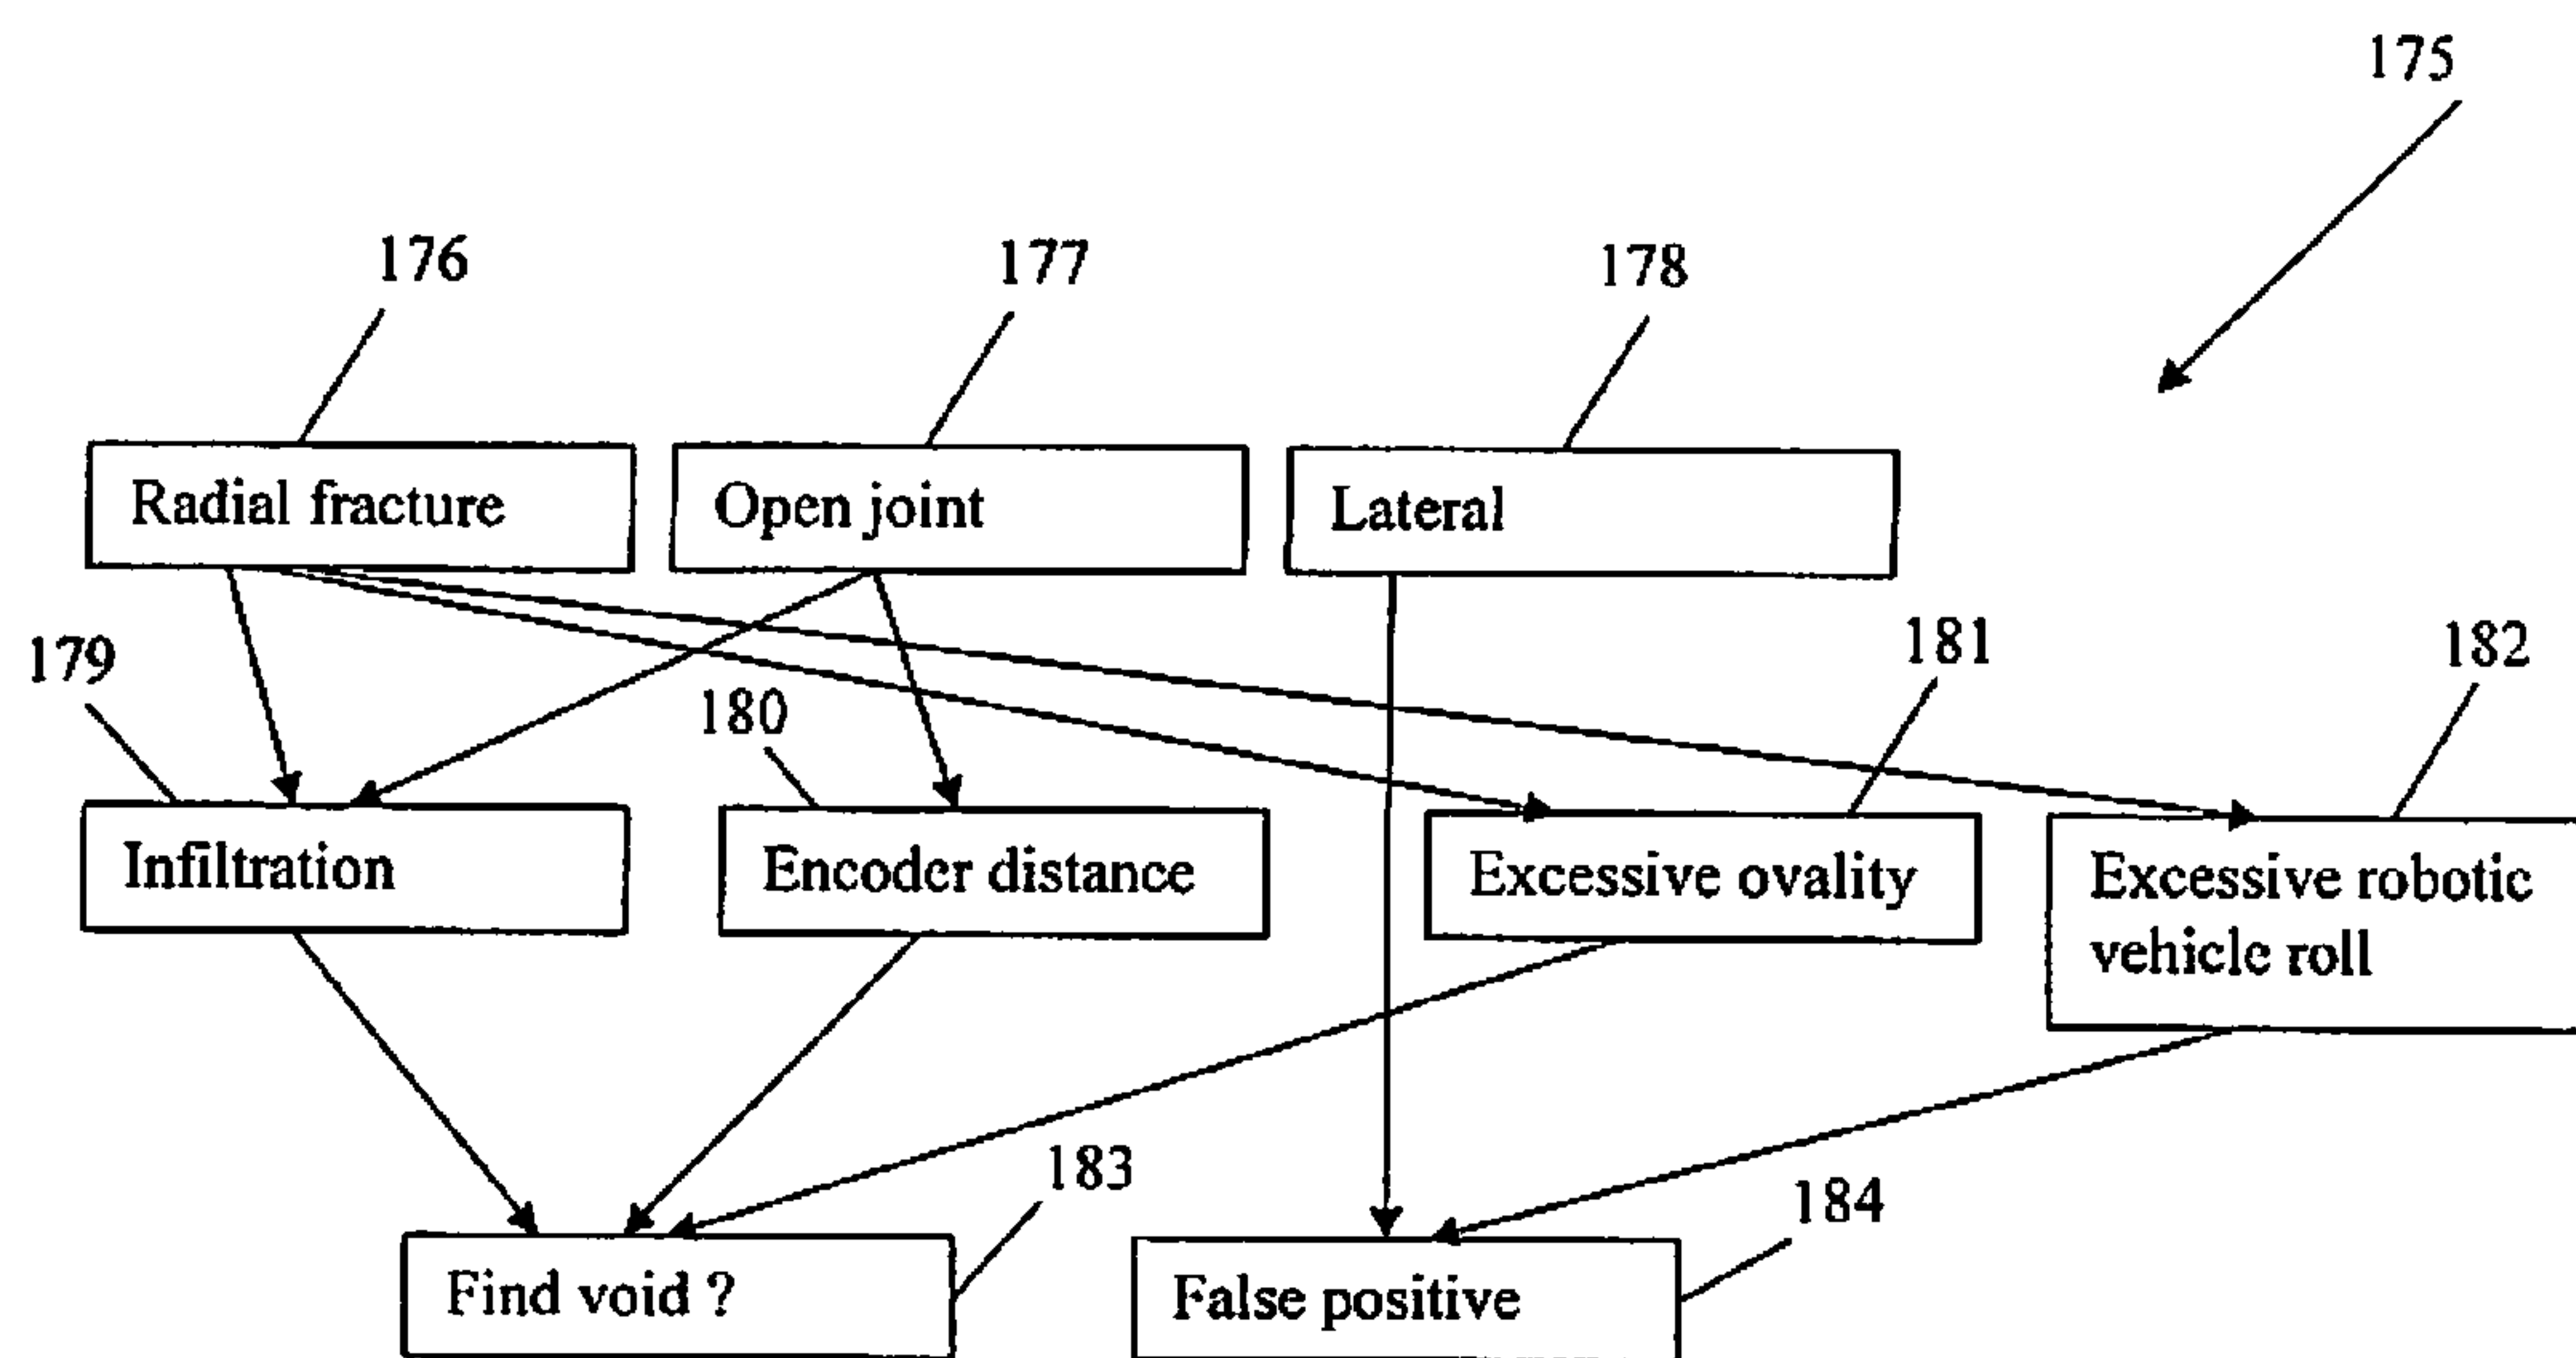 175
176
177
178
Radial fracture
Open joint
Lateral
179
180
181
182
Infiltration
Encoder distance
Excessive ovality
Excessive robotic
vehicle roll
183
184
Find void ?
False positive